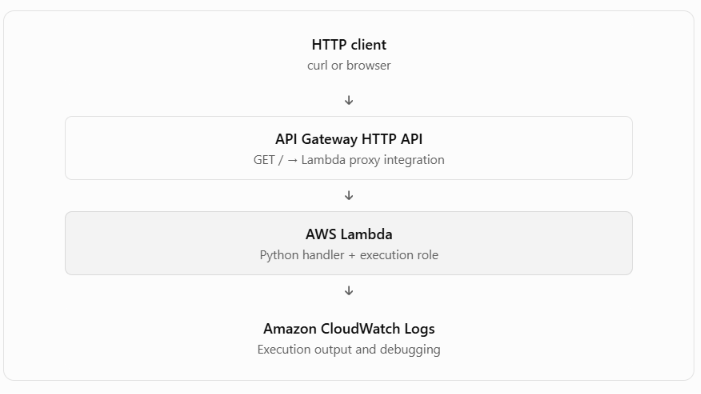 HTTP client
curl or browser
↓
API Gateway HTTP API
GET / → Lambda proxy integration
↓
AWS Lambda
Python handler + execution role
↓
Amazon CloudWatch Logs
Execution output and debugging